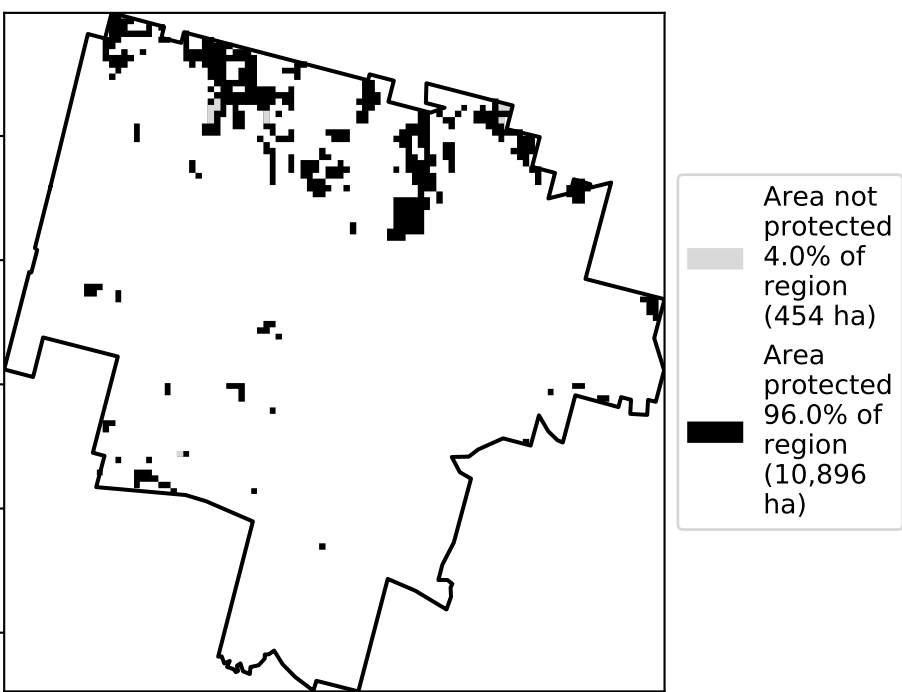 Area not
protected
4.0% of
region
(454 ha)
Area
protected
96.0% of
region
(10,896
ha)